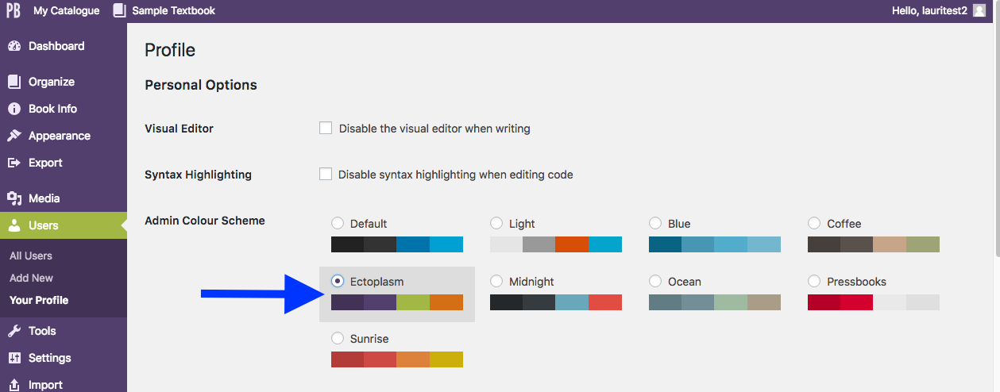 PB My Catalogue Sample Textbook Hello, lauritest2
Dashboard
Organize
Book Info
Appearance
Export
Media
Users
All Users
Add New
Your Profile
Tools
Settings
Import
Profile
Personal Options
Visual Editor Disable the visual editor when writing
Syntax Highlighting Disable syntax highlighting when editing code
Admin Colour Scheme Default Light Blue Coffee
Ectoplasm Midnight Ocean Pressbooks
Sunrise